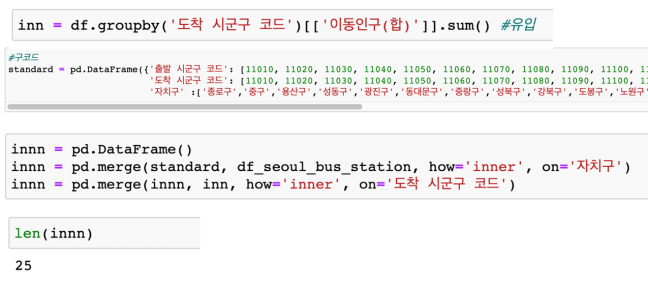 inn = df.groupby('도착 시군구 코드')[['이동인구(합)']].sum() #유입
#구코드
standard = pd.DataFrame({'출발 시군구 코드': [11010, 11020, 11030, 11040, 11050, 11060, 11070, 11080, 11090, 11100, 11
'도착 시군구 코드': [11010, 11020, 11030, 11040, 11050, 11060, 11070, 11080, 11090, 11100, 11
'자치구' :['종로구','중구','용산구','성동구','광진구','동대문구','중랑구','성북구','강북구','도봉구','노원구'
innn = pd.DataFrame()
innn = pd.merge(standard, df_seoul_bus_station, how='inner', on='자치구')
innn = pd.merge(innn, inn, how='inner', on='도착 시군구 코드')
len(innn)
25